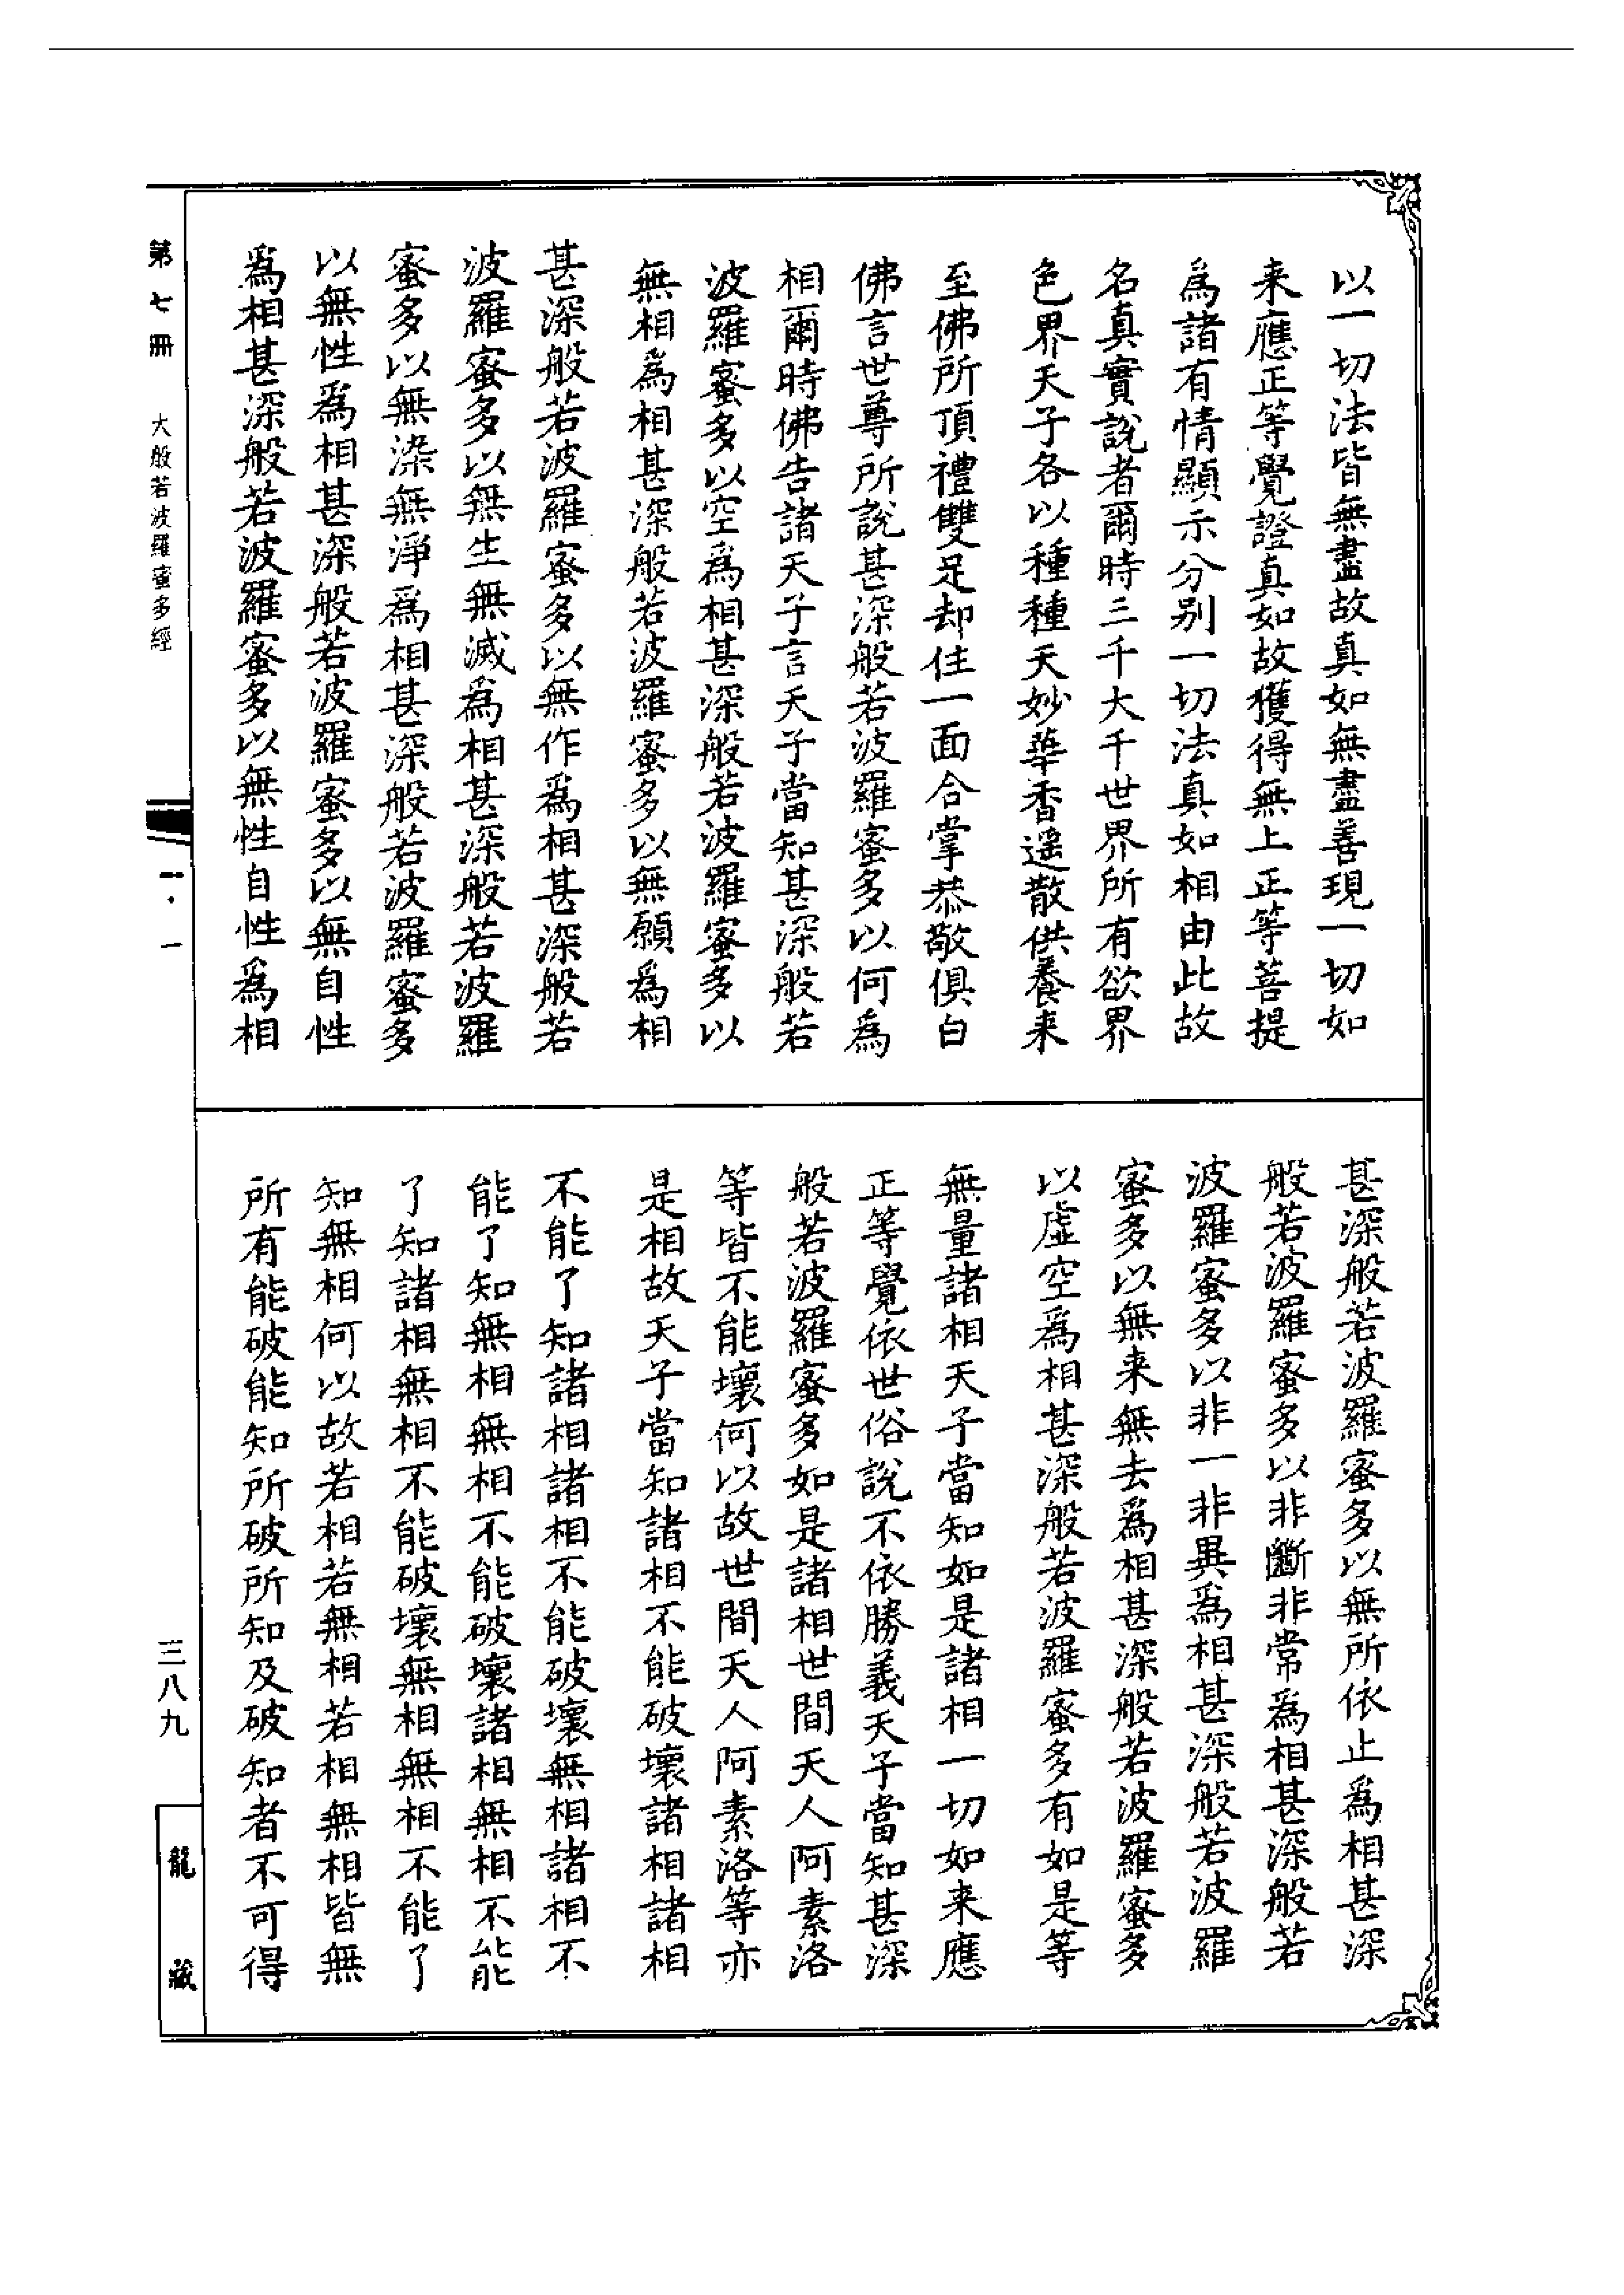 以一切法皆無盡故真如無盡善現一切如
来應正等覺證真如故獲得無上正等菩提
為諸有情顯示分别一切法真如相由此故
名真實說者爾時三千大千世界所有欲界
色界天子各以種種天妙華香遥散供養来
至佛所頂禮雙足却住一面合掌恭敬俱白
佛言世尊所說甚深般若波羅蜜多以何爲
相爾時佛告諸天子言天子當知甚深般若
波羅蜜多以空爲相甚深般若波羅蜜多以
無相爲相甚深般若波羅蜜多以無願爲相
甚深般若波羅蜜多以無作爲相甚深般若
波羅蜜多以無生無滅爲相甚深般若波羅
蜜多以無染無淨爲相甚深般若波羅蜜多
以無性爲相甚深般若波羅蜜多以無自性
爲相甚深般若波羅蜜多以無性自性爲相
甚深般若波羅蜜多以無所依止爲相甚深
般若波羅蜜多以非斷非常爲相甚深般若
波羅蜜多以非一非異爲相甚深般若波羅
蜜多以無来無去爲相甚深般若波羅蜜多
以虚空爲相甚深般若波羅蜜多有如是等
無量諸相天子當知如是諸相一切如来應
正等覺依世俗說不依勝義天子當知甚深
般若波羅蜜多如是諸相世間天人阿素洛
等皆不能壞何以故世間天人阿素洛等亦
是相故天子當知諸相不能破壞諸相諸相
不能了知諸相諸相不能破壞無相諸相不
能了知無相無相不能破壞諸相無相不能
了知諸相無相不能破壞無相無相不能了
知無相何以故若相若無相若相無相皆無
所有能破能知所破所知及破知者不可得
第七冊
大般若波羅蜜多經
一·一
三八九
龍藏